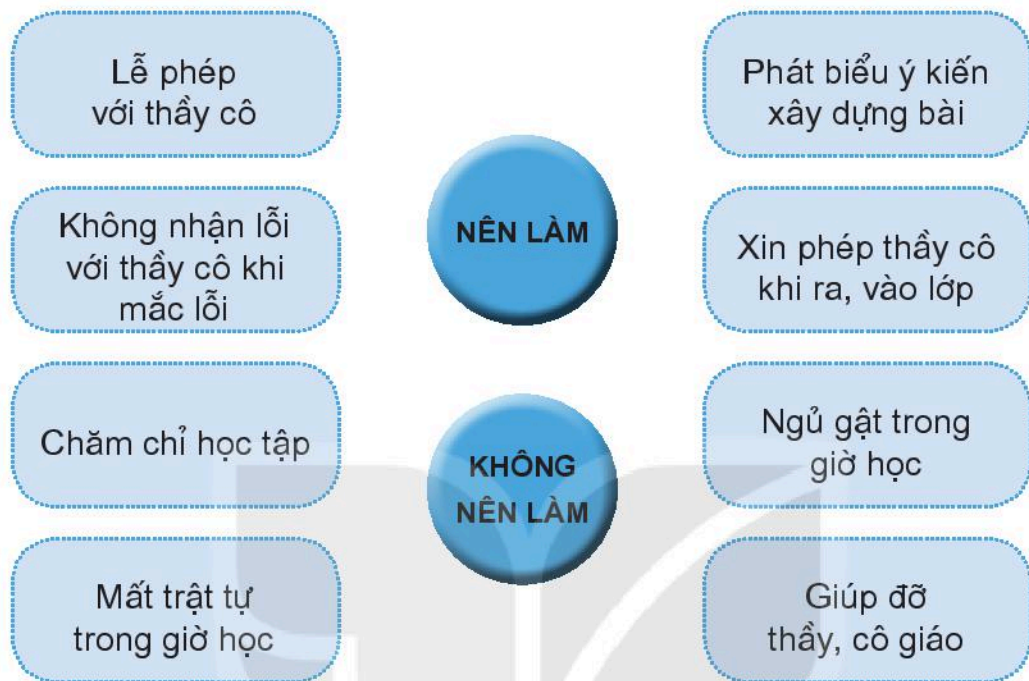 Lễ phép
với thầy cô
Không nhận lỗi
với thầy cô khi
mắc lỗi
Chăm chỉ học tập
Mất trật tự
trong giờ học
NÊN LÀM
KHÔNG
NÊN LÀM
Phát biểu ý kiến
xây dựng bài
Xin phép thầy cô
khi ra, vào lớp
Ngủ gật trong
giờ học
Giúp đỡ
thầy, cô giáo